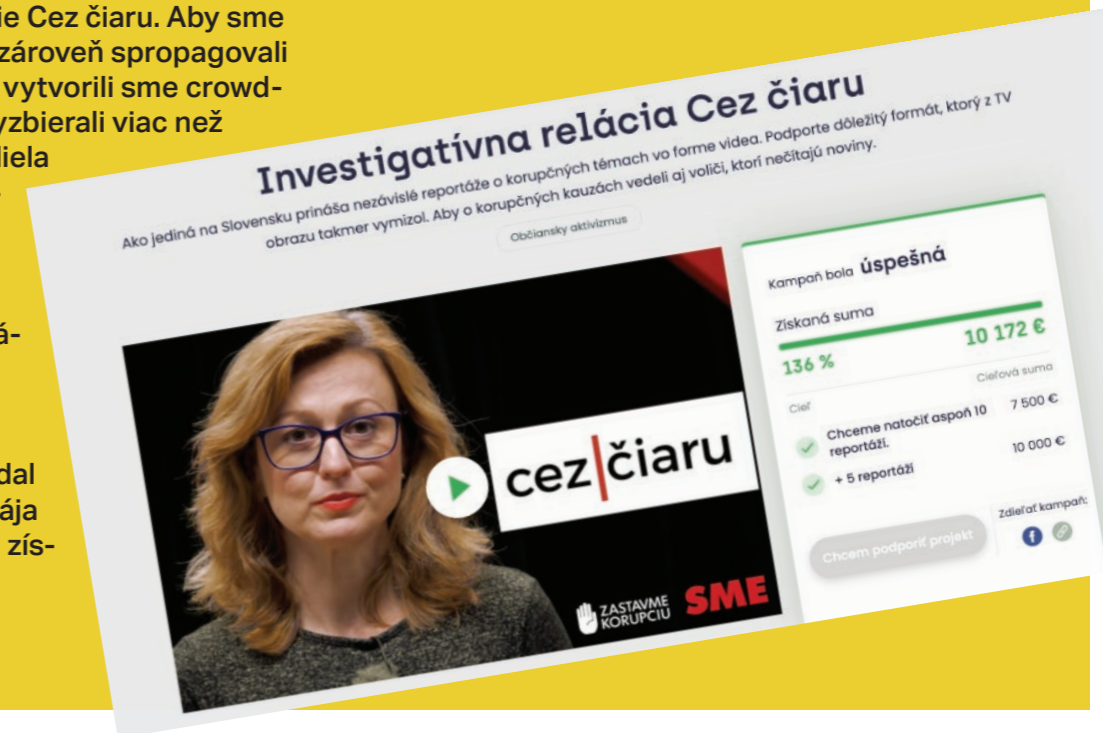 ie Cez čiaru. Aby sme
zároveň spropagovali
vytvorili sme crowd-
yzbierali viac než
diela
á-
dal
ája
zís-
Investigatívna relácia Cez čiaru
Ako jediná na Slovensku prináša nezávislé reportáže o korupčných témach vo forme videa. Podporte dôležitý formát, ktorý z TV
obrazu takmer vymizol. Aby o korupčných kauzách vedeli aj voliči, ktorí nečítajú noviny.
Občiansky aktivizmus
cez|čiaru
ZASTAVME
KORUPCIU
SME
Kampaň bola úspešná
Získaná suma
136 % 10 172 €
Cieľ Cieľová suma
Chceme natočiť aspoň 10 7 500 €
reportáží.
+ 5 reportáží 10 000 €
Chcem podporiť projekt
Zdieľať kampaň: